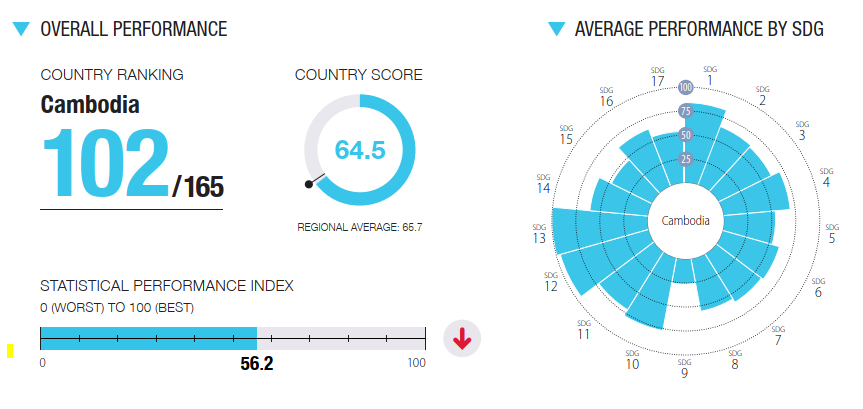 OVERALL PERFORMANCE
COUNTRY RANKING
Cambodia
102/165
COUNTRY SCORE
64.5
REGIONAL AVERAGE: 65.7
STATISTICAL PERFORMANCE INDEX
0 (WORST) TO 100 (BEST)
0
56.2
100
AVERAGE PERFORMANCE BY SDG
100
75
50
25
Cambodia
SDG
1
SDG
2
SDG
3
SDG
4
SDG
5
SDG
6
SDG
7
SDG
8
SDG
9
SDG
10
SDG
11
SDG
12
SDG
13
SDG
14
SDG
15
SDG
16
SDG
17